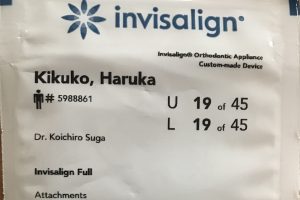 invisalign®
Invisalign® Orthodontic Appliance
Custom-made Device
Kikuko, Haruka
# 5988861
U 19 of 45
L 19 of 45
Dr. Koichiro Suga
Invisalign Full
Attachments